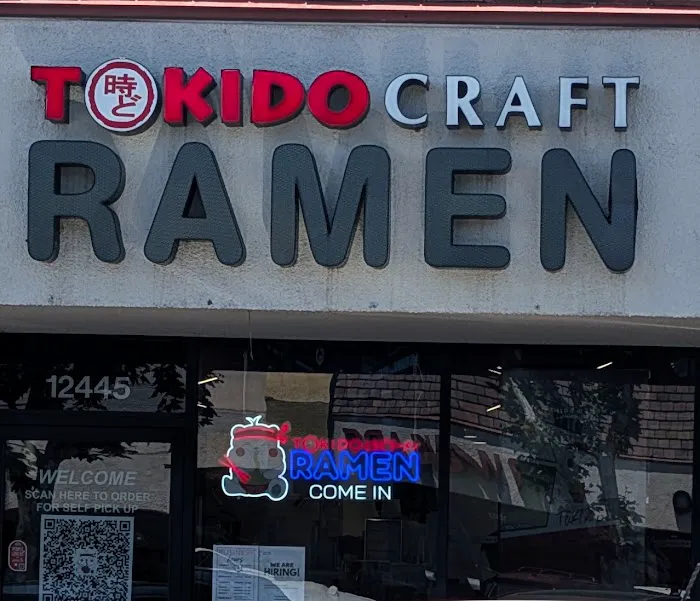 TOKIDO CRAFT
時ど
RAMEN
12445
WELCOME
SCAN HERE TO ORDER
FOR SELF PICK UP
RAMEN
COME IN
WE ARE
HIRING!